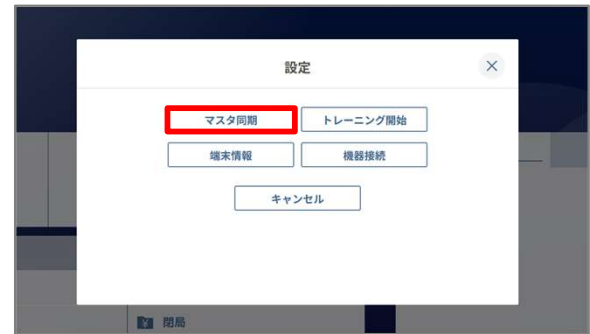 設定
マスタ同期 トレーニング開始
端末情報 機器接続
キャンセル
閉局